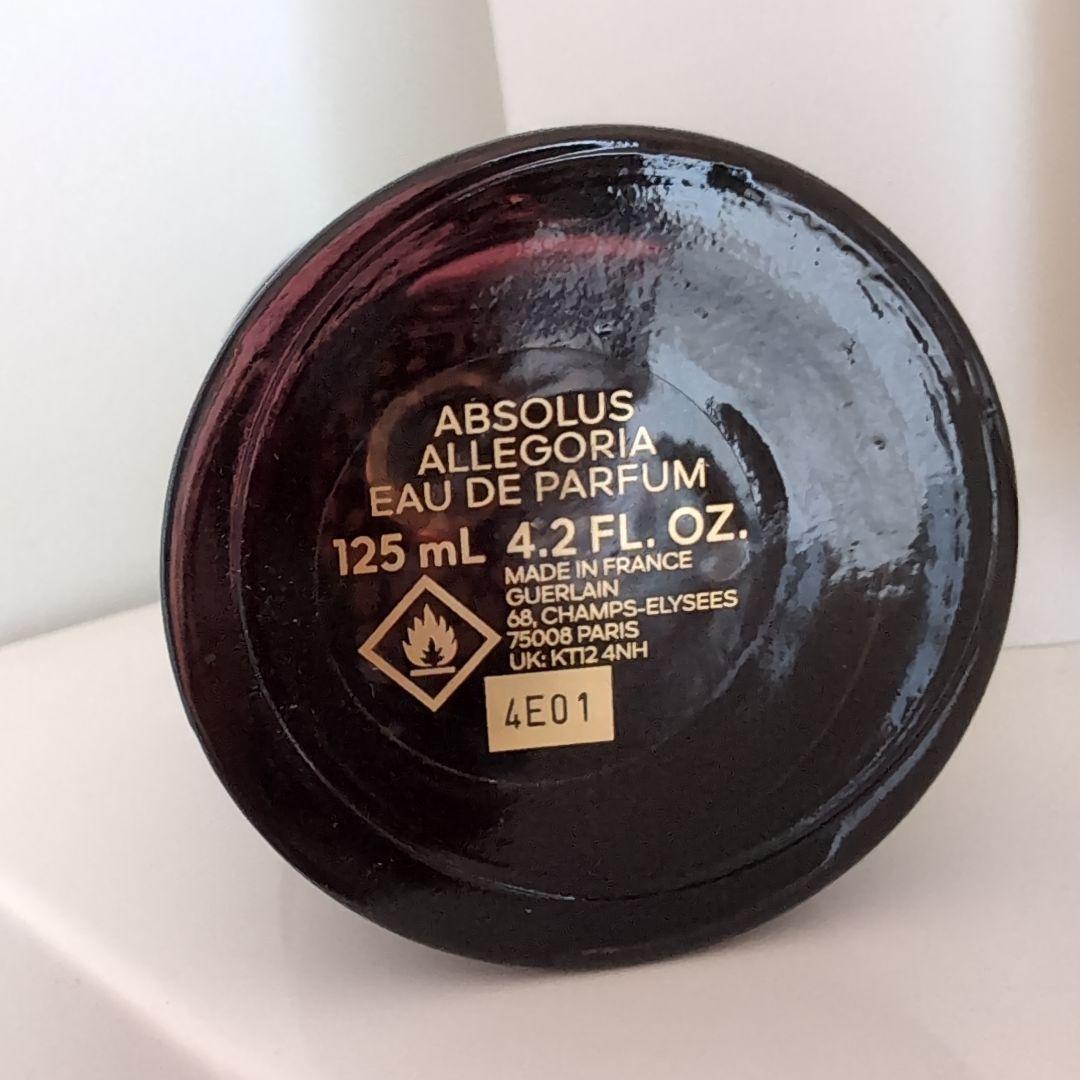 ABSOLUS
ALLEGORIA
EAU DE PARFUM
125 mL 4.2 FL. OZ.
MADE IN FRANCE
GUERLAIN
68, CHAMPS-ELYSEES
75008 PARIS
UK: KT12 4NH
4E01